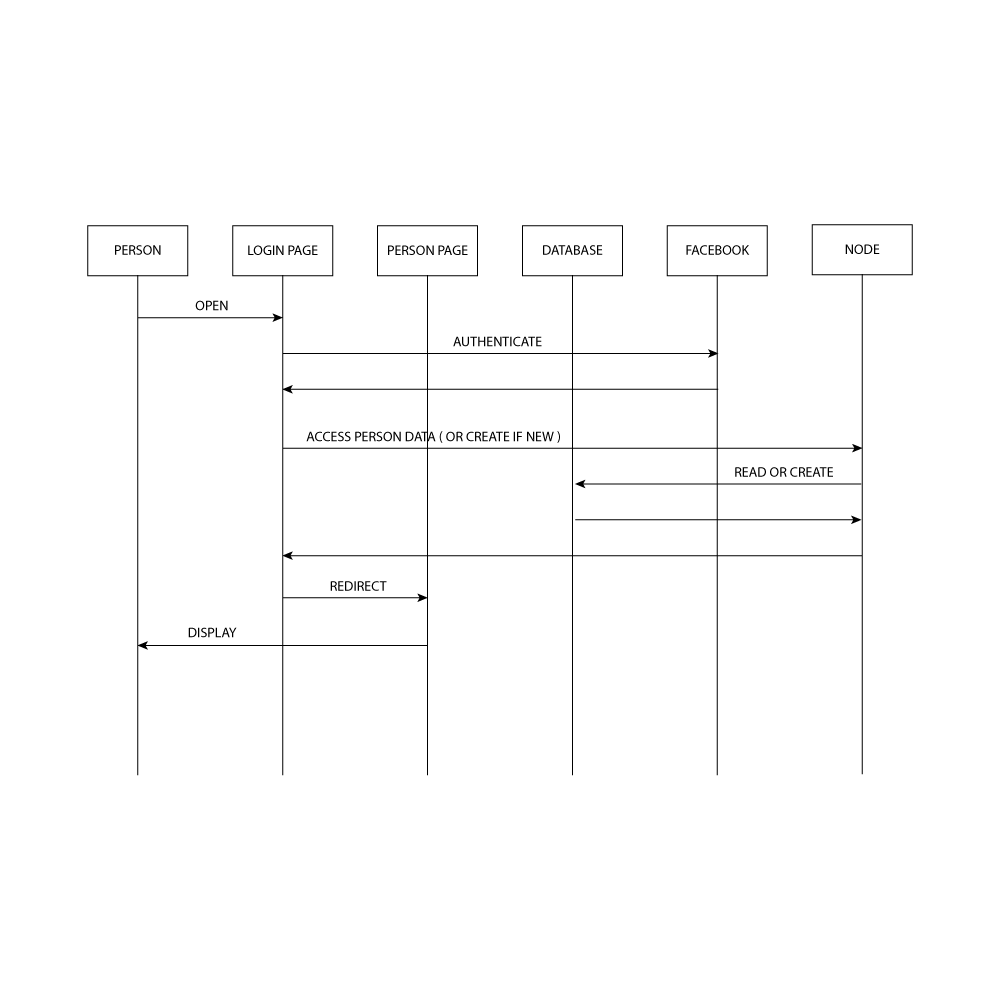 PERSON
LOGIN PAGE
PERSON PAGE
DATABASE
FACEBOOK
NODE
OPEN
AUTHENTICATE
ACCESS PERSON DATA ( OR CREATE IF NEW )
READ OR CREATE
REDIRECT
DISPLAY